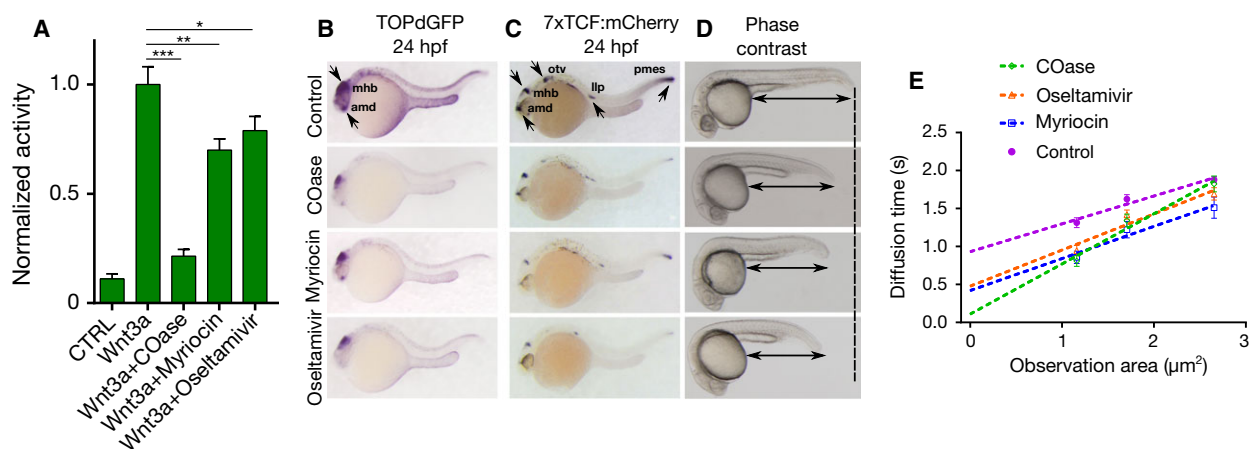 A
Normalized activity
1.0
0.5
0
*
**
***
CTRL
Wnt3a
Wnt3a+COase
Wnt3a+Myriocin
Wnt3a+Oseltamivir
B
TOPdGFP
24 hpf
C
7xTCF:mCherry
24 hpf
D
Phase
contrast
Control
COase
Myriocin
Oseltamivir
mhb
amd
otv
mhb
amd
llp
pmes
E
COase
Oseltamivir
Myriocin
Control
Diffusion time (s)
2.5
2.0
1.5
1.0
0.5
0.0
0
1
2
3
Observation area (µm²)